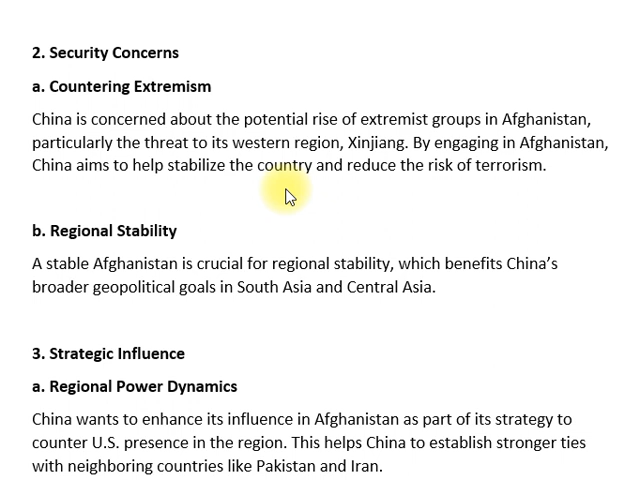 2. Security Concerns
a. Countering Extremism
China is concerned about the potential rise of extremist groups in Afghanistan,
particularly the threat to its western region, Xinjiang. By engaging in Afghanistan,
China aims to help stabilize the country and reduce the risk of terrorism.
b. Regional Stability
A stable Afghanistan is crucial for regional stability, which benefits China’s
broader geopolitical goals in South Asia and Central Asia.
3. Strategic Influence
a. Regional Power Dynamics
China wants to enhance its influence in Afghanistan as part of its strategy to
counter U.S. presence in the region. This helps China to establish stronger ties
with neighboring countries like Pakistan and Iran.